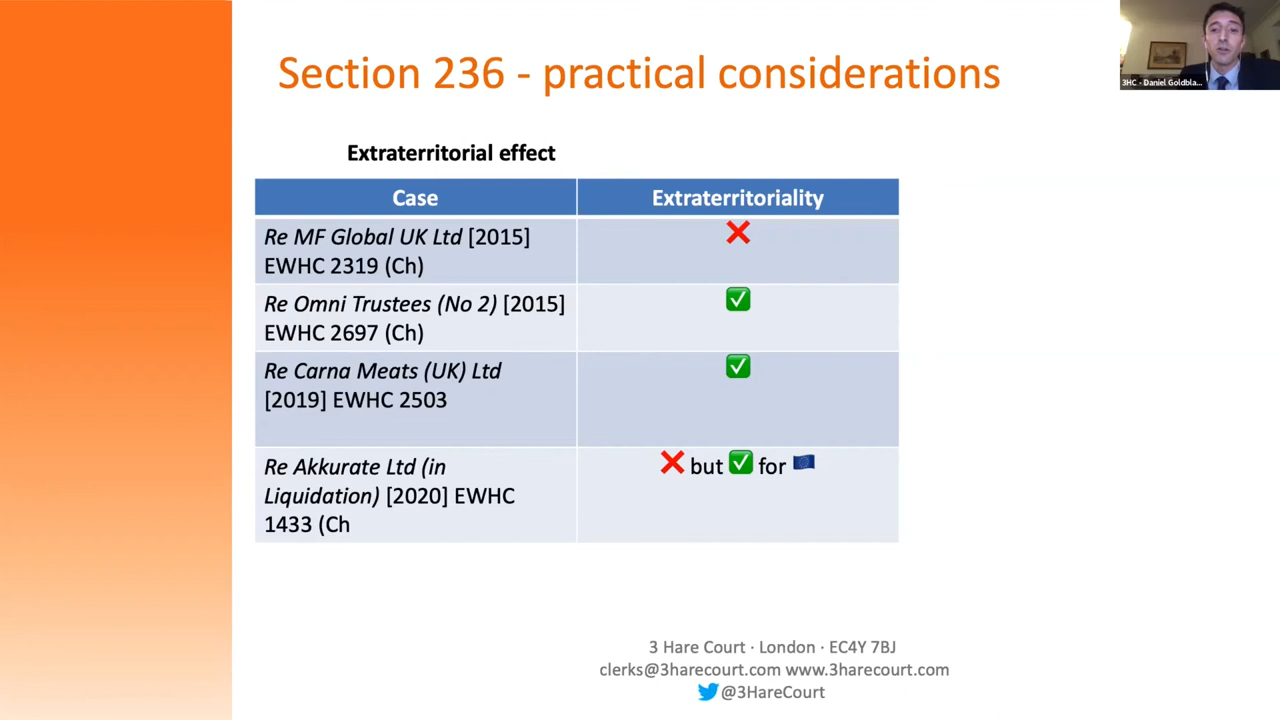 Section 236 - practical considerations
3HC - Daniel Goldbla...
Extraterritorial effect
Case
Extraterritoriality
Re MF Global UK Ltd [2015]
EWHC 2319 (Ch)
Re Omni Trustees (No 2) [2015]
EWHC 2697 (Ch)
Re Carna Meats (UK) Ltd
[2019] EWHC 2503
Re Akkurate Ltd (in
Liquidation) [2020] EWHC
1433 (Ch
but for
3 Hare Court · London · EC4Y 7BJ
clerks@3harecourt.com www.3harecourt.com
@3HareCourt